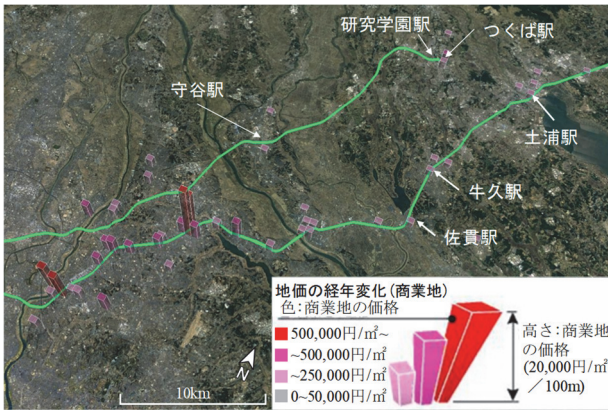 研究学園駅
つくば駅
守谷駅
土浦駅
牛久駅
佐貫駅
地価の経年変化(商業地)
色:商業地の価格
500,000円/㎡~
~500,000円/㎡
~250,000円/㎡
0~50,000円/㎡
高さ:商業地
の価格
(20,000円/㎡
/100m)
N
10km